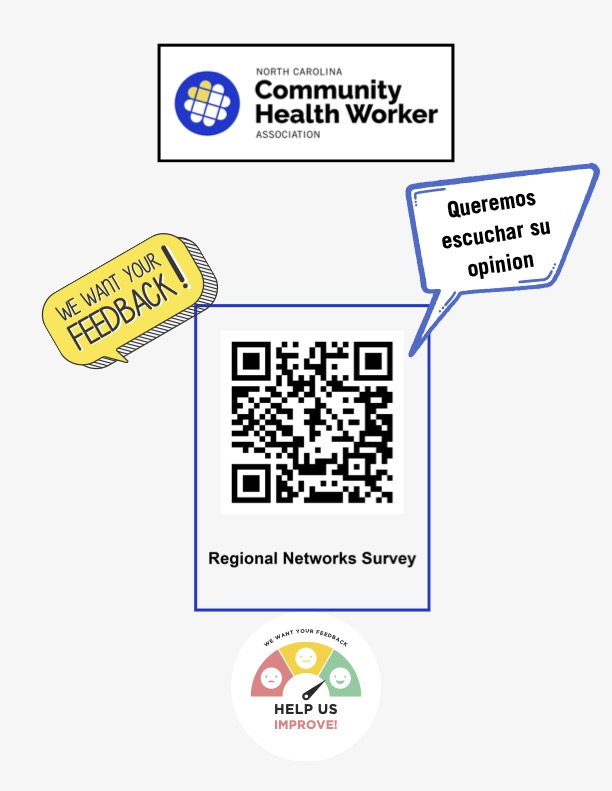 NORTH CAROLINA
Community
Health Worker
ASSOCIATION
Queremos
escuchar su
opinion
WE WANT YOUR
FEEDBACK!
Regional Networks Survey
WE WANT YOUR FEEDBACK
HELP US
IMPROVE!